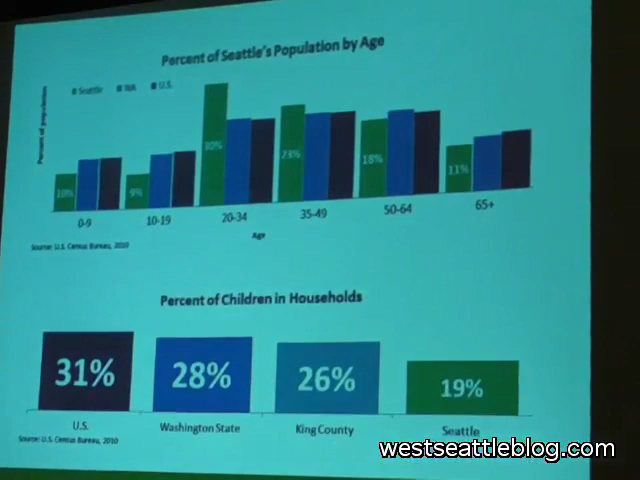 Percent of Seattle's Population by Age
Seattle WA U.S.
Percent of population
10% 9% 30% 23% 18% 11%
0-9 10-19 20-34 35-49 50-64 65+
Age
Source: U.S. Census Bureau, 2010
Percent of Children in Households
31% 28% 26% 19%
U.S. Washington State King County Seattle
Source: U.S. Census Bureau, 2010
westseattleblog.com